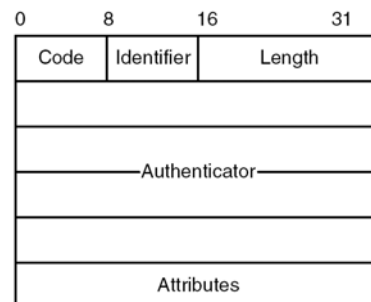 0 8 16 31
Code Identifier Length
Authenticator
Attributes